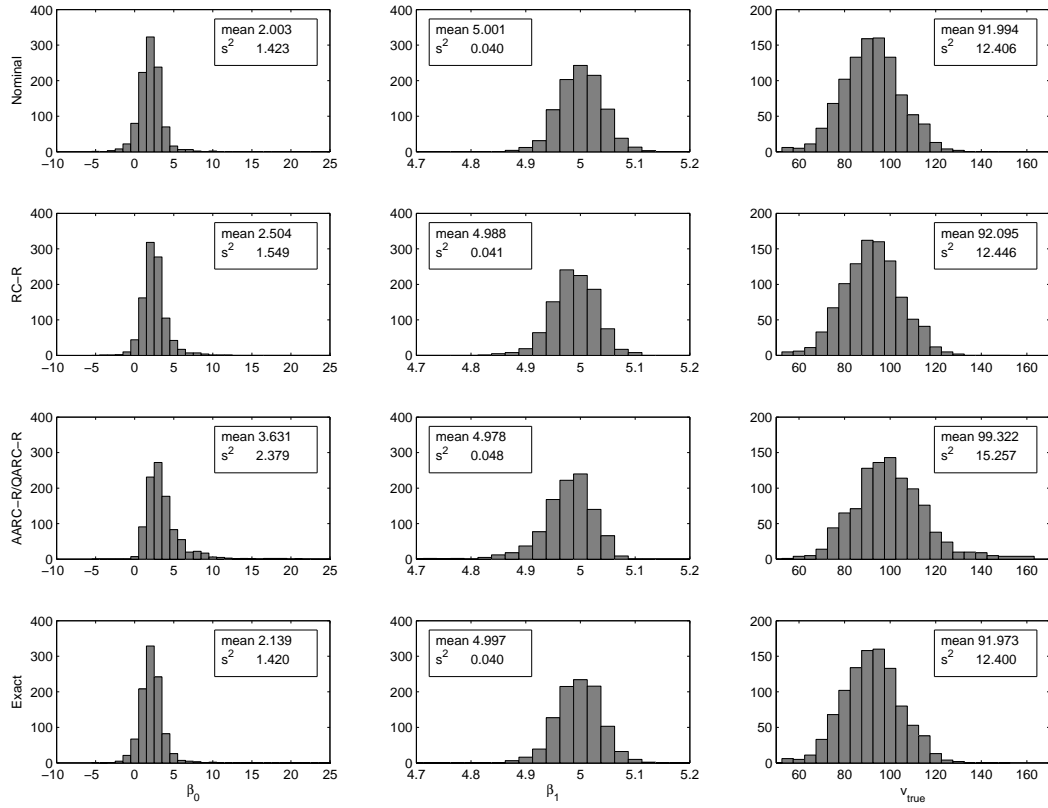 400
300
200
100
0
Nominal
mean 2.003
s² 1.423
−10 −5 0 5 10 15 20 25
400
300
200
100
0
mean 5.001
s² 0.040
4.7 4.8 4.9 5 5.1 5.2
200
150
100
50
0
mean 91.994
s² 12.406
60 80 100 120 140 160
400
300
200
100
0
RC−R
mean 2.504
s² 1.549
−10 −5 0 5 10 15 20 25
400
300
200
100
0
mean 4.988
s² 0.041
4.7 4.8 4.9 5 5.1 5.2
200
150
100
50
0
mean 92.095
s² 12.446
60 80 100 120 140 160
400
300
200
100
0
AARC−R/QARC−R
mean 3.631
s² 2.379
−10 −5 0 5 10 15 20 25
400
300
200
100
0
mean 4.978
s² 0.048
4.7 4.8 4.9 5 5.1 5.2
200
150
100
50
0
mean 99.322
s² 15.257
60 80 100 120 140 160
400
300
200
100
0
Exact
mean 2.139
s² 1.420
−10 −5 0 5 10 15 20 25
β₀
400
300
200
100
0
mean 4.997
s² 0.040
4.7 4.8 4.9 5 5.1 5.2
β₁
200
150
100
50
0
mean 91.973
s² 12.400
60 80 100 120 140 160
v_true